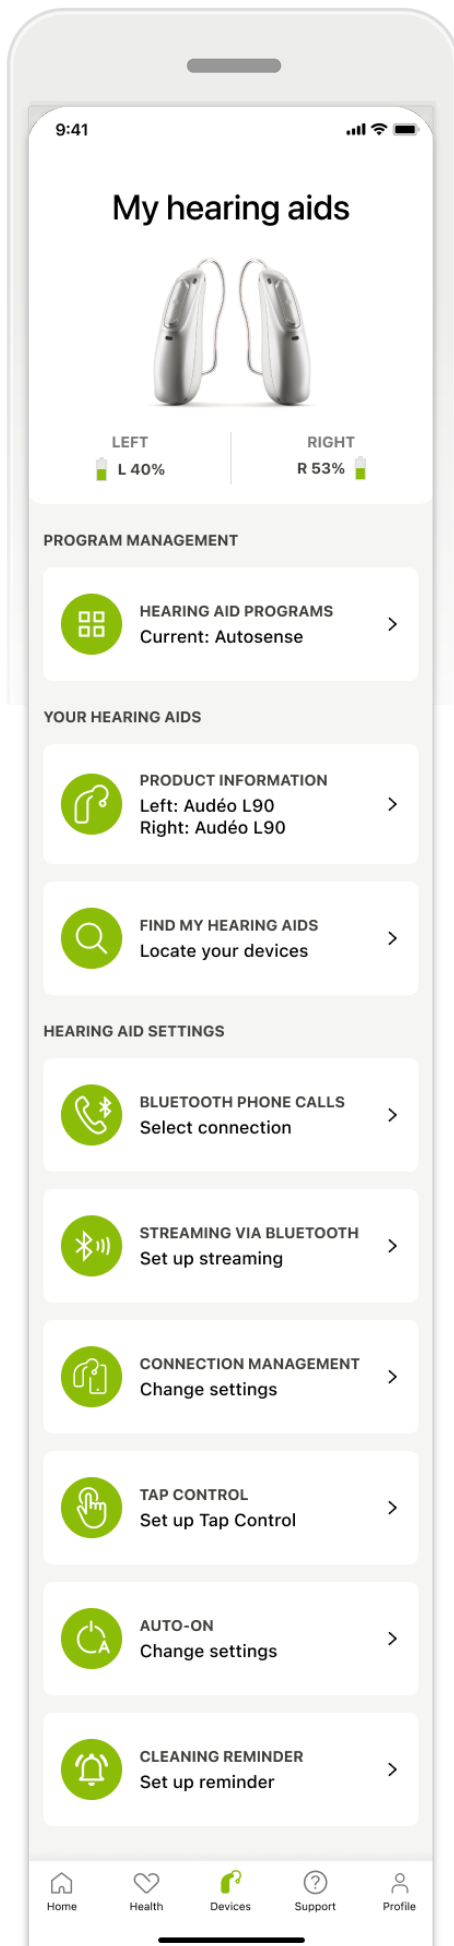 9:41
My hearing aids
LEFT
RIGHT
L 40%
R 53%
PROGRAM MANAGEMENT
HEARING AID PROGRAMS
Current: Autosense
YOUR HEARING AIDS
PRODUCT INFORMATION
Left: Audéo L90
Right: Audéo L90
FIND MY HEARING AIDS
Locate your devices
HEARING AID SETTINGS
BLUETOOTH PHONE CALLS
Select connection
STREAMING VIA BLUETOOTH
Set up streaming
CONNECTION MANAGEMENT
Change settings
TAP CONTROL
Set up Tap Control
AUTO-ON
Change settings
CLEANING REMINDER
Set up reminder
Home
Health
Devices
Support
Profile